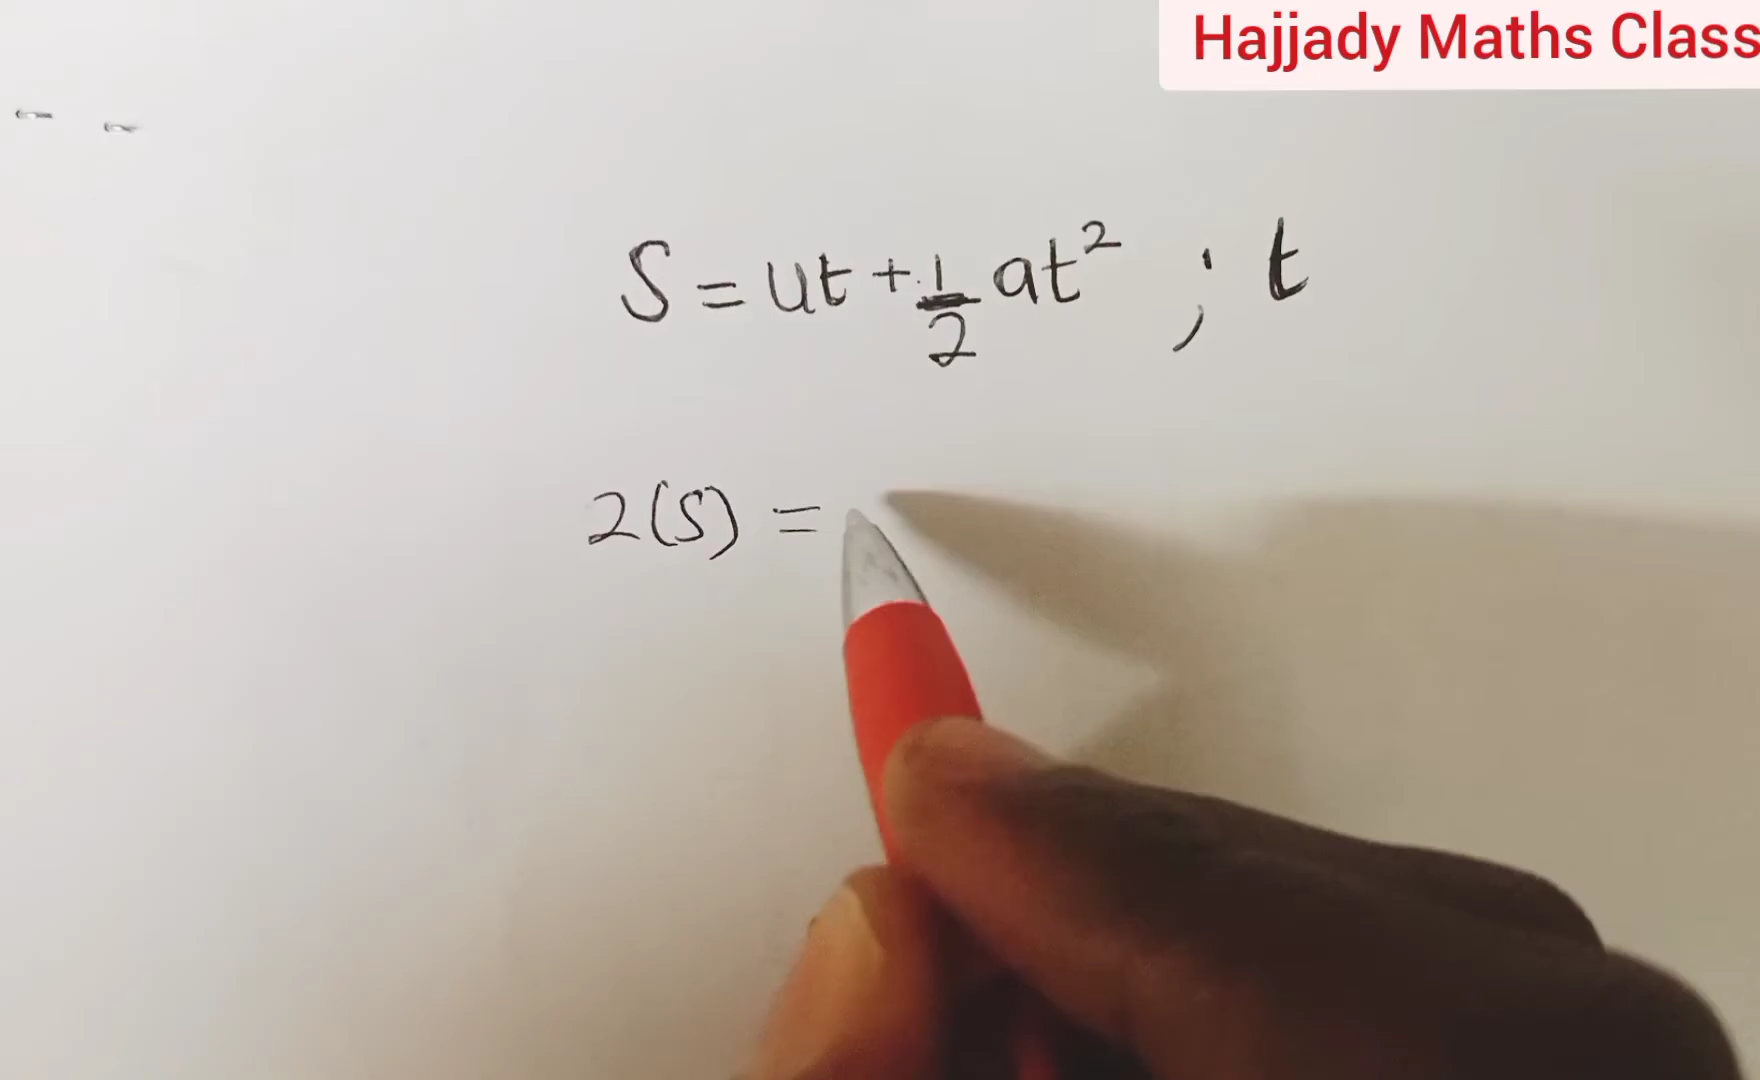 Hajjady Maths Class
S = ut + 1/2 at² ; t
2(S) =